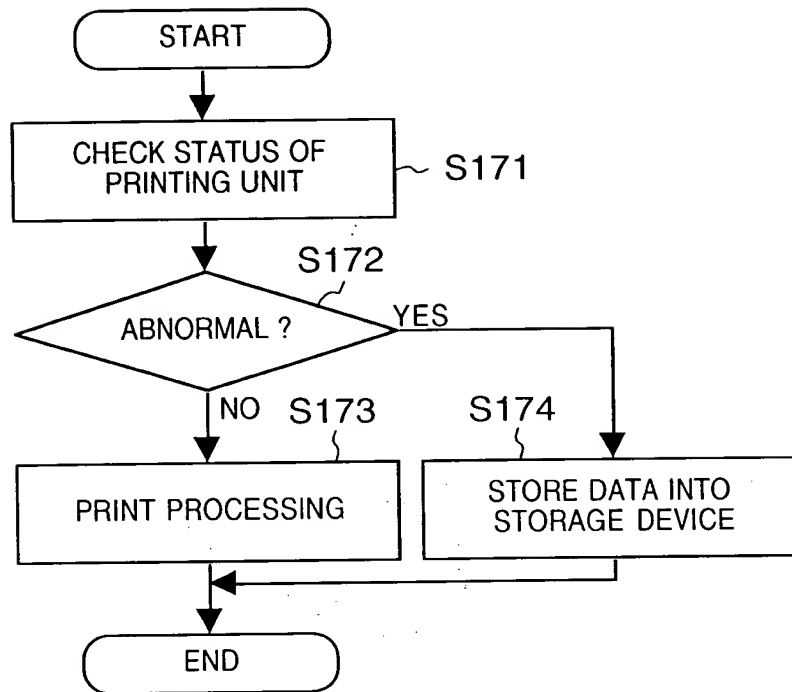 START
CHECK STATUS OF
PRINTING UNIT
S171
S172
ABNORMAL ?
YES
NO
S173
S174
PRINT PROCESSING
STORE DATA INTO
STORAGE DEVICE
END